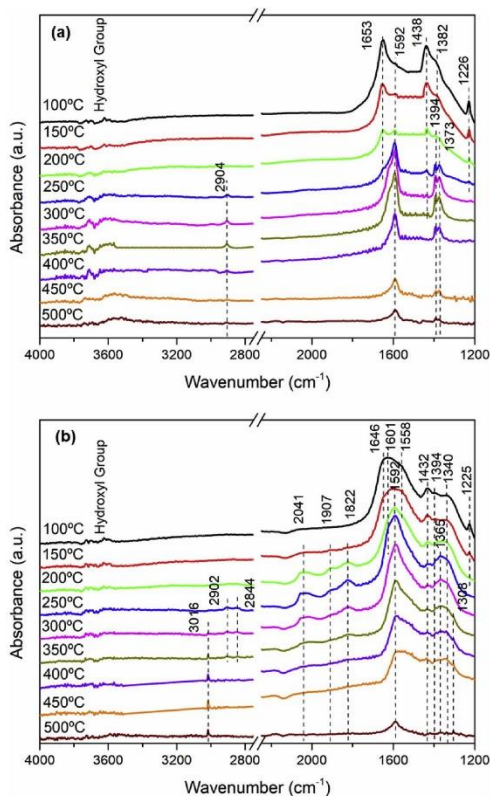 (a)
1653
1592
1438
1382
1226
1394
1373
Hydroxyl Group
100ºC
150ºC
200ºC
250ºC
2904
300ºC
350ºC
400ºC
450ºC
500ºC
Absorbance (a.u.)
4000 3600 3200 2800 2000 1600 1200
Wavenumber (cm⁻¹)
(b)
1646
1601
1592
1558
1432
1394
1340
1365
1225
1308
2041
1907
1822
Hydroxyl Group
100ºC
150ºC
200ºC
250ºC
3016
2902
2844
300ºC
350ºC
400ºC
450ºC
500ºC
Absorbance (a.u.)
4000 3600 3200 2800 2000 1600 1200
Wavenumber (cm⁻¹)